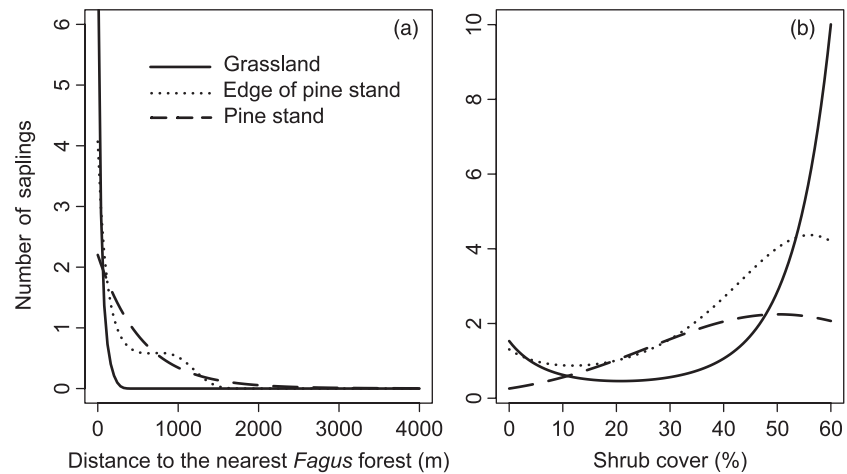 (a)
Grassland
Edge of pine stand
Pine stand
Number of saplings
6
5
4
3
2
1
0
0 1000 2000 3000 4000
Distance to the nearest Fagus forest (m)
(b)
10
8
6
4
2
0
0 10 20 30 40 50 60
Shrub cover (%)